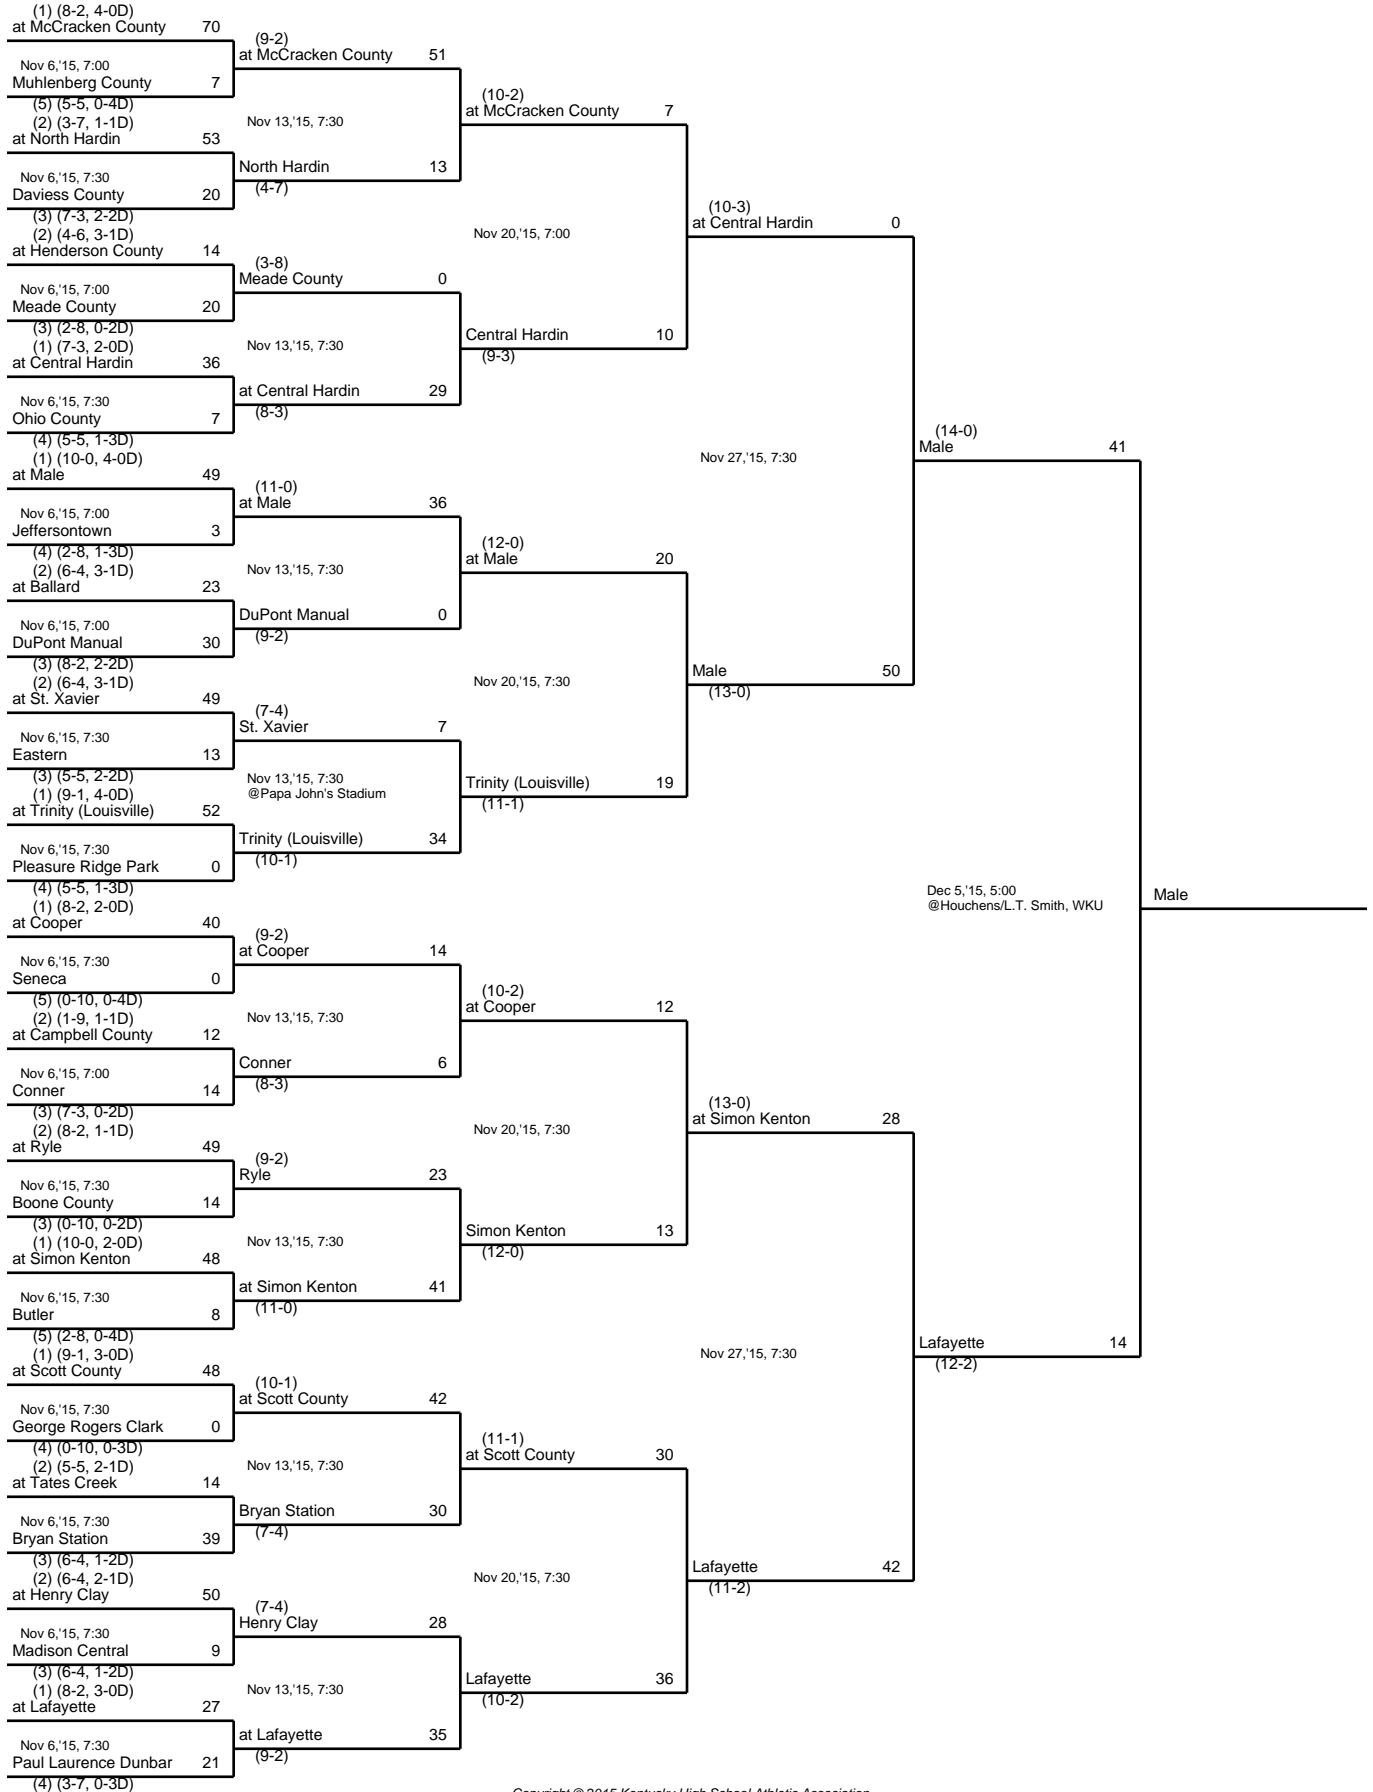 (1) (8-2, 4-0D)
at McCracken County 70
Nov 6,'15, 7:00
Muhlenberg County 7
(5) (5-5, 0-4D)
(2) (3-7, 1-1D)
at North Hardin 53
Nov 6,'15, 7:30
Daviess County 20
(3) (7-3, 2-2D)
(2) (4-6, 3-1D)
at Henderson County 14
Nov 6,'15, 7:00
Meade County 20
(3) (2-8, 0-2D)
(1) (7-3, 2-0D)
at Central Hardin 36
Nov 6,'15, 7:30
Ohio County 7
(4) (5-5, 1-3D)
(1) (10-0, 4-0D)
at Male 49
Nov 6,'15, 7:00
Jeffersontown 3
(4) (2-8, 1-3D)
(2) (6-4, 3-1D)
at Ballard 23
Nov 6,'15, 7:00
DuPont Manual 30
(3) (8-2, 2-2D)
(2) (6-4, 3-1D)
at St. Xavier 49
Nov 6,'15, 7:30
Eastern 13
(3) (5-5, 2-2D)
(1) (9-1, 4-0D)
at Trinity (Louisville) 52
Nov 6,'15, 7:30
Pleasure Ridge Park 0
(4) (5-5, 1-3D)
(1) (8-2, 2-0D)
at Cooper 40
Nov 6,'15, 7:30
Seneca 0
(5) (0-10, 0-4D)
(2) (1-9, 1-1D)
at Campbell County 12
Nov 6,'15, 7:00
Conner 14
(3) (7-3, 0-2D)
(2) (8-2, 1-1D)
at Ryle 49
Nov 6,'15, 7:30
Boone County 14
(3) (0-10, 0-2D)
(1) (10-0, 2-0D)
at Simon Kenton 48
Nov 6,'15, 7:30
Butler 8
(5) (2-8, 0-4D)
(1) (9-1, 3-0D)
at Scott County 48
Nov 6,'15, 7:30
George Rogers Clark 0
(4) (0-10, 0-3D)
(2) (5-5, 2-1D)
at Tates Creek 14
Nov 6,'15, 7:30
Bryan Station 39
(3) (6-4, 1-2D)
(2) (6-4, 2-1D)
at Henry Clay 50
Nov 6,'15, 7:30
Madison Central 9
(3) (6-4, 1-2D)
(1) (8-2, 3-0D)
at Lafayette 27
Nov 6,'15, 7:30
Paul Laurence Dunbar 21
(4) (3-7, 0-3D)
(9-2)
at McCracken County 51
Nov 13,'15, 7:30
North Hardin 13
(4-7)
(3-8)
Meade County 0
Nov 13,'15, 7:30
at Central Hardin 29
(8-3)
(11-0)
at Male 36
Nov 13,'15, 7:30
DuPont Manual 0
(9-2)
(7-4)
St. Xavier 7
Nov 13,'15, 7:30
@Papa John's Stadium
Trinity (Louisville) 34
(10-1)
(9-2)
at Cooper 14
Nov 13,'15, 7:30
Conner 6
(8-3)
(9-2)
Ryle 23
Nov 13,'15, 7:30
at Simon Kenton 41
(11-0)
(10-1)
at Scott County 42
Nov 13,'15, 7:30
Bryan Station 30
(7-4)
(7-4)
Henry Clay 28
Nov 13,'15, 7:30
at Lafayette 35
(9-2)
(10-2)
at McCracken County 7
Nov 20,'15, 7:00
Central Hardin 10
(9-3)
(12-0)
at Male 20
Nov 20,'15, 7:30
Trinity (Louisville) 19
(11-1)
(10-2)
at Cooper 12
Nov 20,'15, 7:30
Simon Kenton 13
(12-0)
(11-1)
at Scott County 30
Nov 20,'15, 7:30
Lafayette 36
(10-2)
(10-3)
at Central Hardin 0
Nov 27,'15, 7:30
Male 50
(13-0)
(13-0)
at Simon Kenton 28
Nov 27,'15, 7:30
Lafayette 42
(11-2)
(14-0)
Male 41
Dec 5,'15, 5:00
@Houchens/L.T. Smith, WKU
Lafayette 14
(12-2)
Male
Copyright @ 2015 Kentucky High School Athletic Association